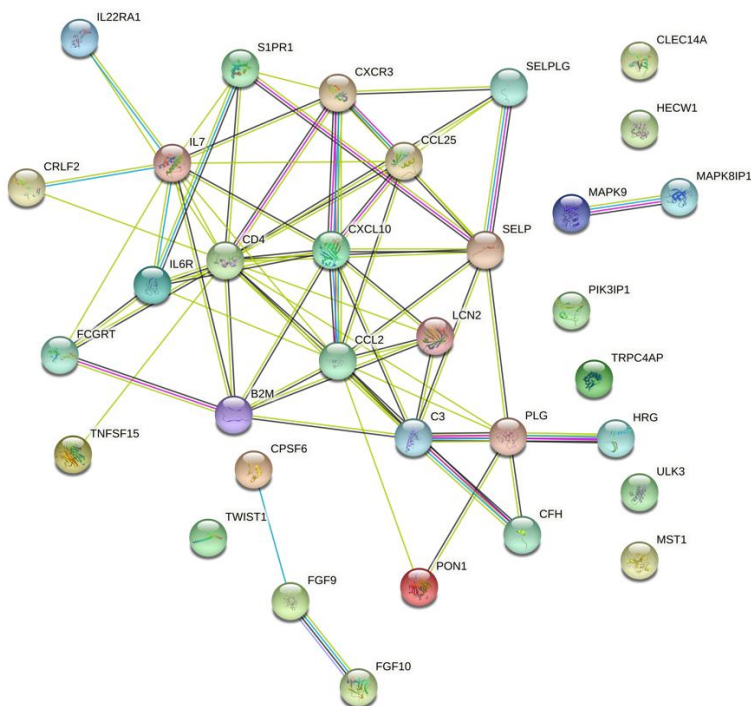 IL22RA1
S1PR1
CXCR3
SELPLG
CLEC14A
HECW1
CRLF2
IL7
CCL25
MAPK9
MAPK8IP1
IL6R
CD4
CXCL10
SELP
PIK3IP1
FCGRT
CCL2
LCN2
TRPC4AP
B2M
C3
PLG
HRG
TNFSF15
CPSF6
ULK3
TWIST1
CFH
MST1
FGF9
PON1
FGF10